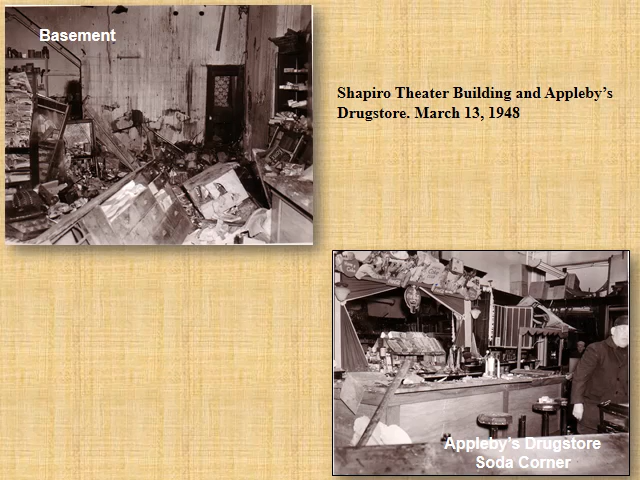 Basement
Shapiro Theater Building and Appleby’s
Drugstore. March 13, 1948
Appleby’s Drugstore
Soda Corner